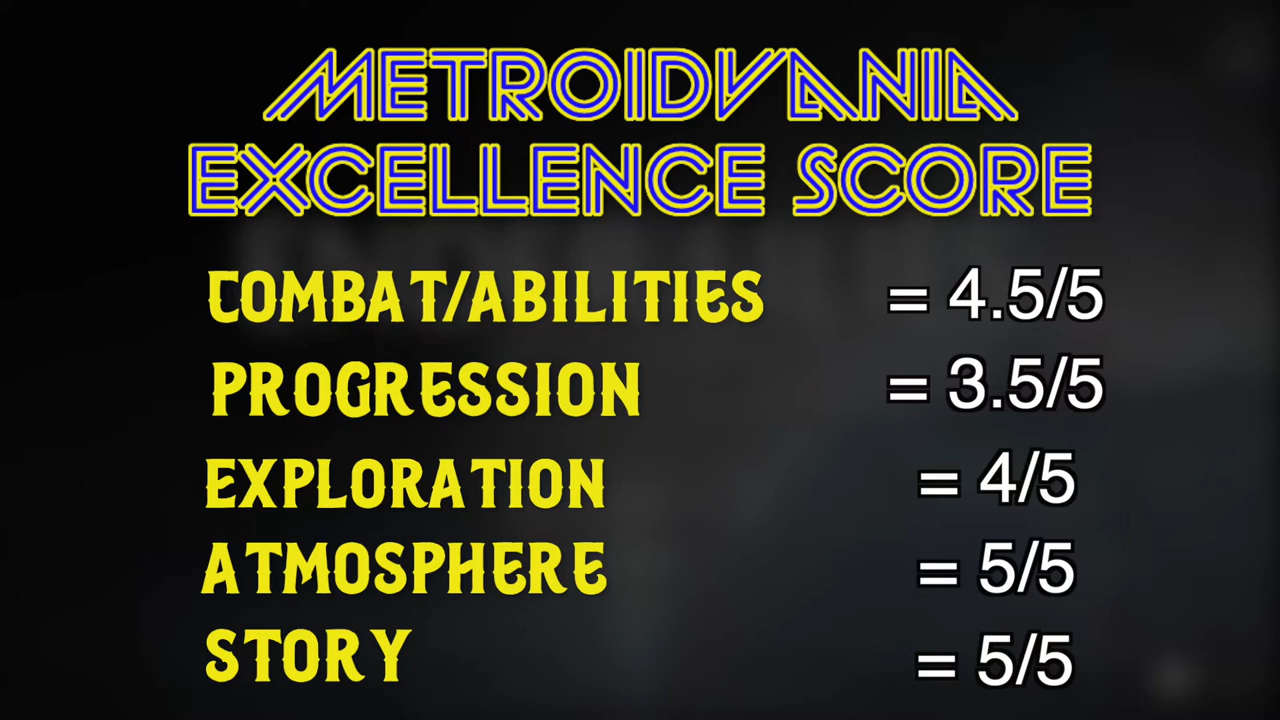 METROIDVANIA
EXCELLENCE SCORE
COMBAT/ABILITIES = 4.5/5
PROGRESSION = 3.5/5
EXPLORATION = 4/5
ATMOSPHERE = 5/5
STORY = 5/5